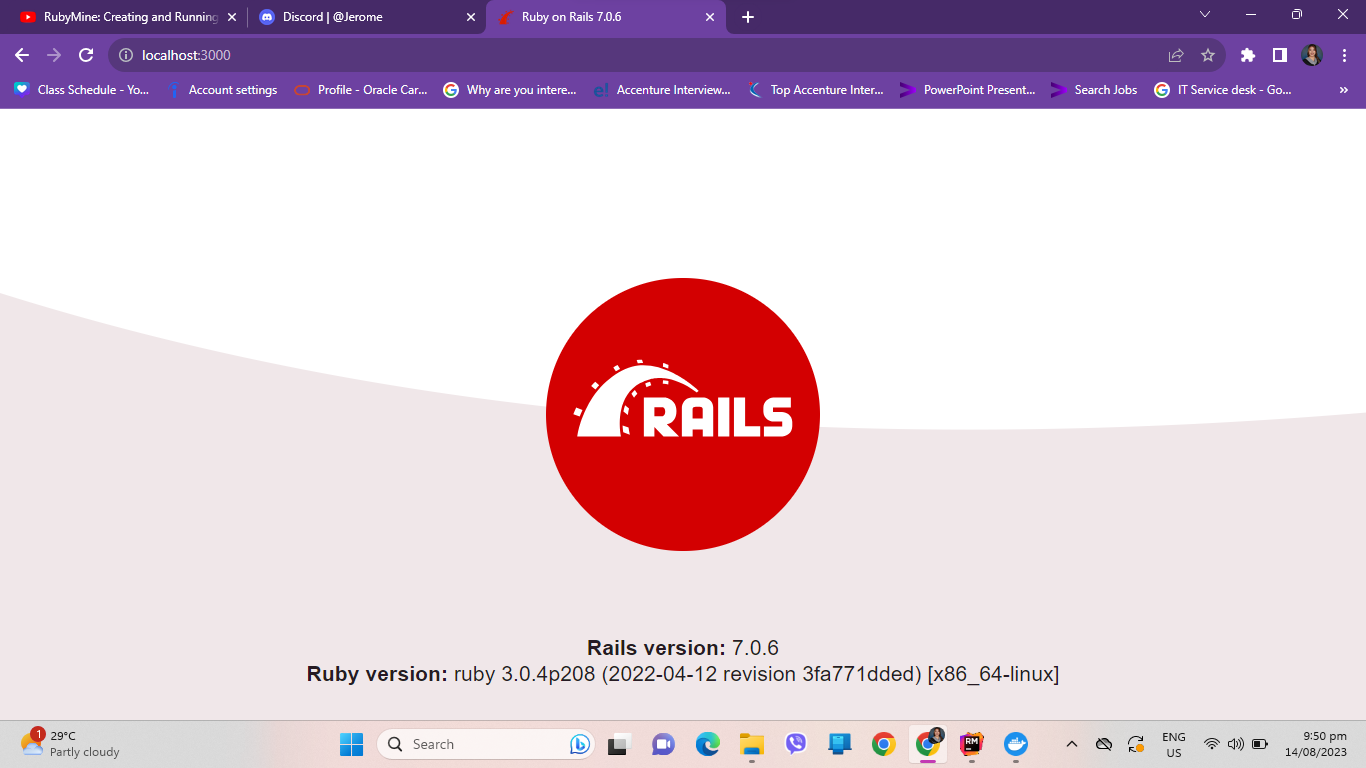 RubyMine: Creating and Running
Discord | @Jerome
Ruby on Rails 7.0.6
localhost:3000
Class Schedule - Yo...
Account settings
Profile - Oracle Car...
Why are you intere...
e!
Accenture Interview...
Top Accenture Inter...
PowerPoint Present...
Search Jobs
IT Service desk - Go...
RAILS
Rails version: 7.0.6
Ruby version: ruby 3.0.4p208 (2022-04-12 revision 3fa771dded) [x86_64-linux]
1
29°C
Partly cloudy
Search
RM
ENG
US
9:50 pm
14/08/2023